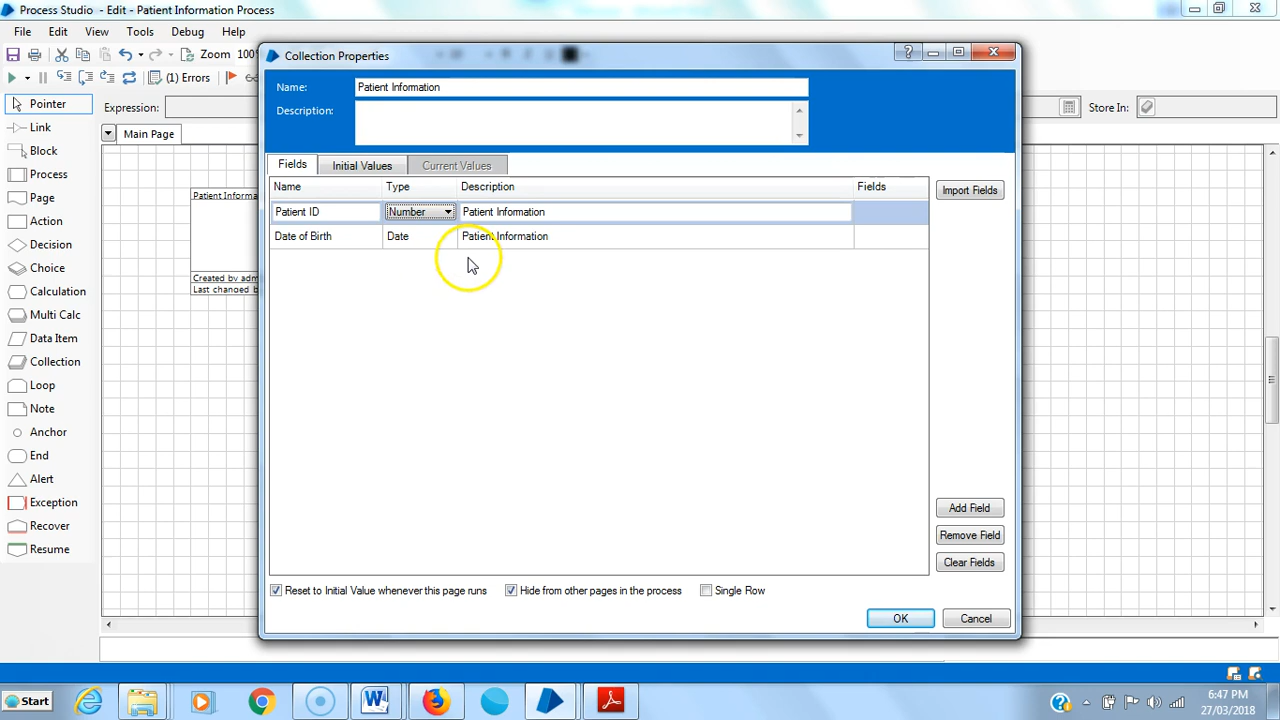 Process Studio - Edit - Patient Information Process
File Edit View Tools Debug Help
Zoom 100%
(1) Errors
Pointer
Link
Block
Process
Page
Action
Decision
Choice
Calculation
Multi Calc
Data Item
Collection
Loop
Note
Anchor
End
Alert
Exception
Recover
Resume
Expression:
Store In:
Main Page
Patient Informa
Created by adm
Last changed b
Collection Properties
Name: Patient Information
Description:
Fields Initial Values Current Values
Name Type Description Fields
Patient ID Number Patient Information
Date of Birth Date Patient Information
Import Fields
Add Field
Remove Field
Clear Fields
Reset to Initial Value whenever this page runs Hide from other pages in the process Single Row
OK Cancel
Start
6:47 PM
27/03/2018